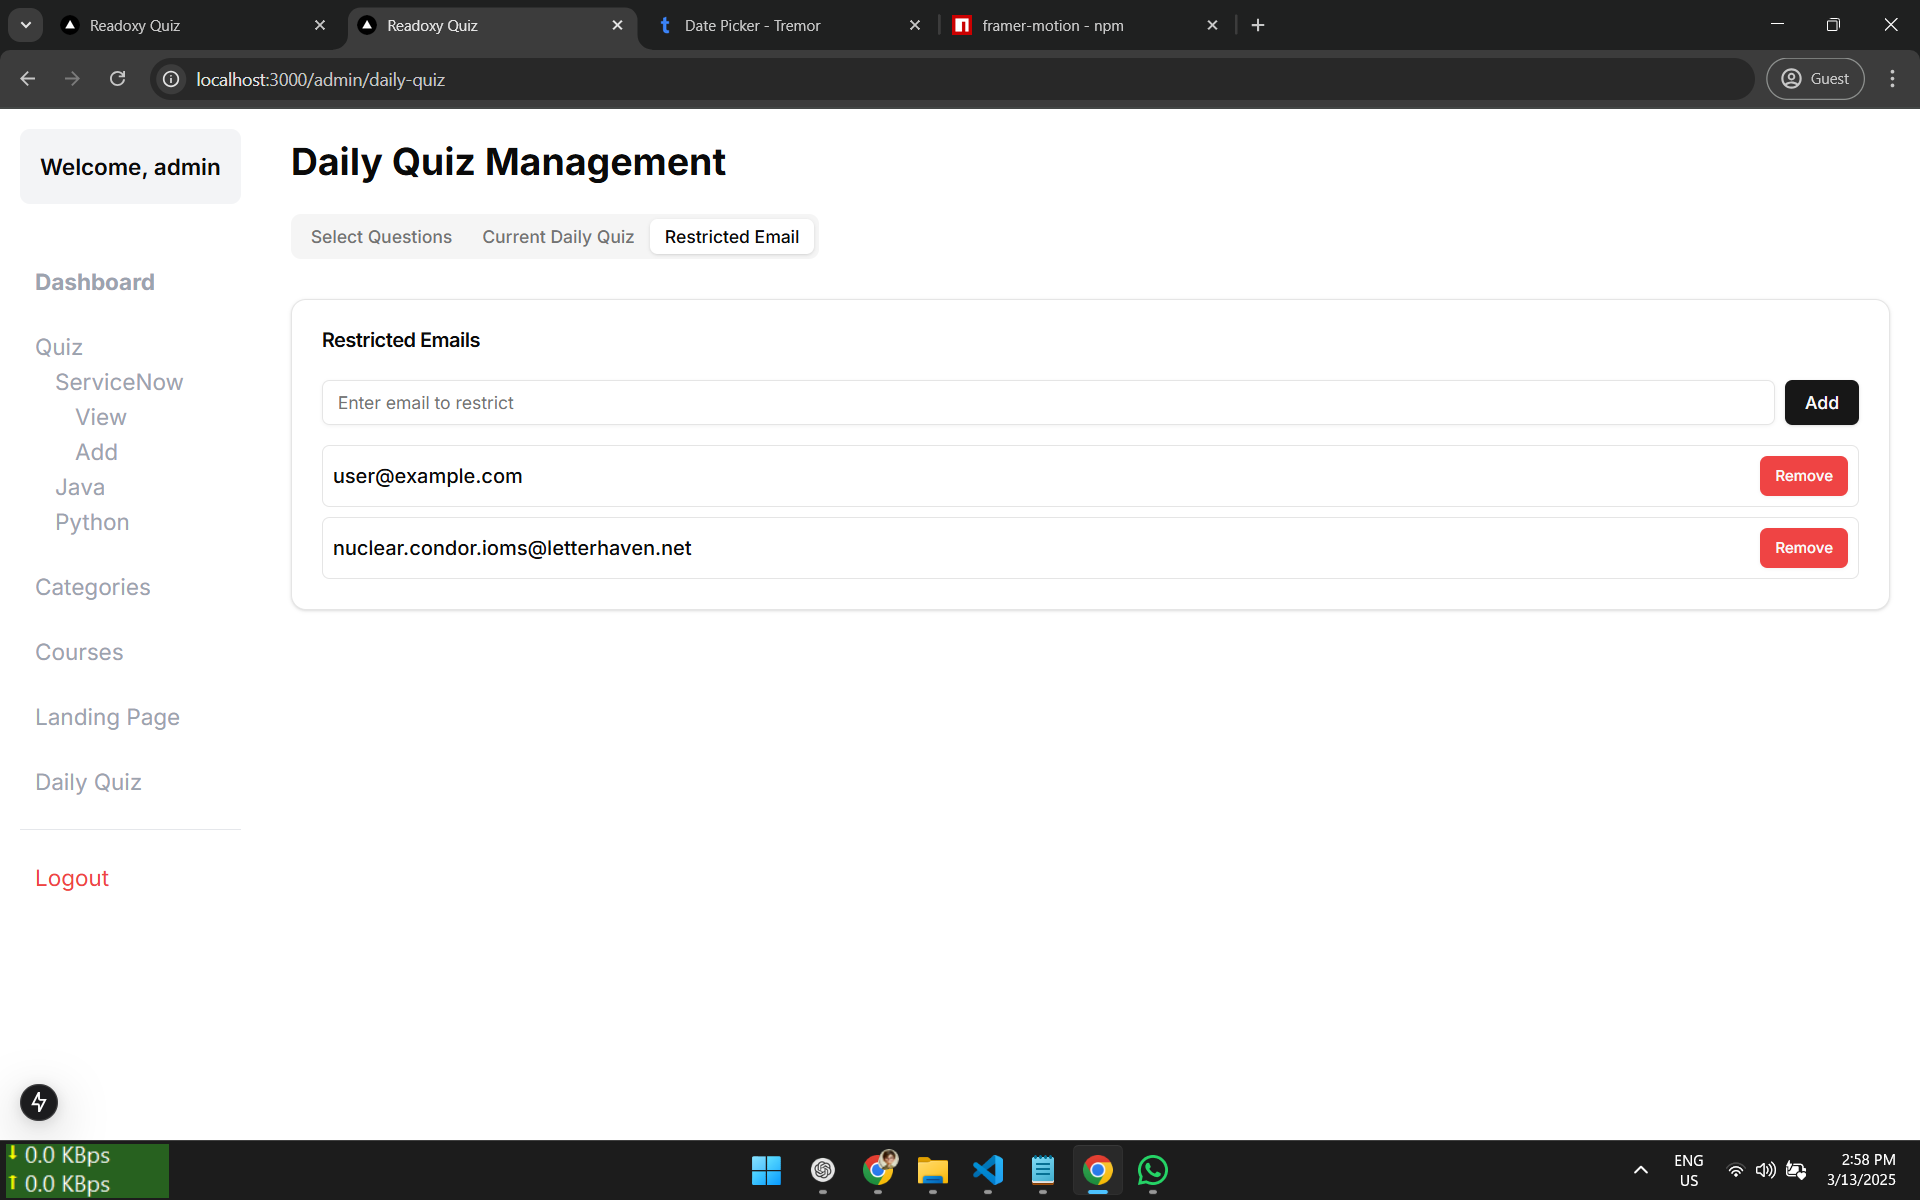 Readoxy Quiz
Readoxy Quiz
Date Picker - Tremor
framer-motion - npm
localhost:3000/admin/daily-quiz
Guest
Welcome, admin
Dashboard
Quiz
ServiceNow
View
Add
Java
Python
Categories
Courses
Landing Page
Daily Quiz
Logout
Daily Quiz Management
Select Questions Current Daily Quiz Restricted Email
Restricted Emails
Enter email to restrict Add
user@example.com Remove
nuclear.condor.ioms@letterhaven.net Remove
0.0 KBps
0.0 KBps
ENG
US
2:58 PM
3/13/2025